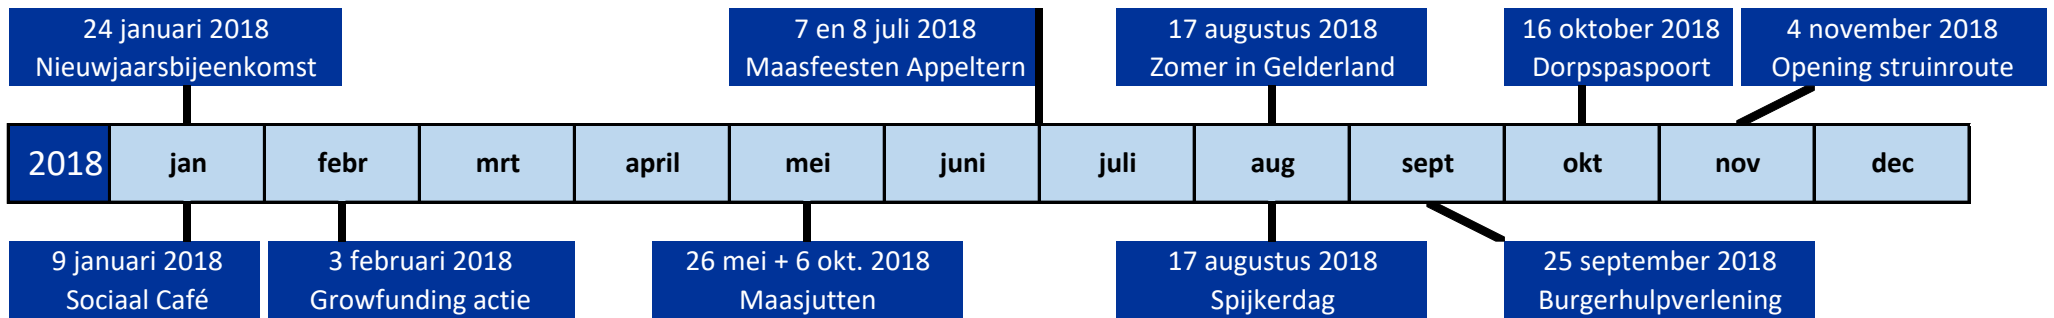 24 januari 2018
Nieuwjaarsbijeenkomst
7 en 8 juli 2018
Maasfeesten Appeltern
17 augustus 2018
Zomer in Gelderland
16 oktober 2018
Dorpspaspoort
4 november 2018
Opening struinroute
2018 jan febr mrt april mei juni juli aug sept okt nov dec
9 januari 2018
Sociaal Café
3 februari 2018
Growfunding actie
26 mei + 6 okt. 2018
Maasjutten
17 augustus 2018
Spijkerdag
25 september 2018
Burgerhulpverlening